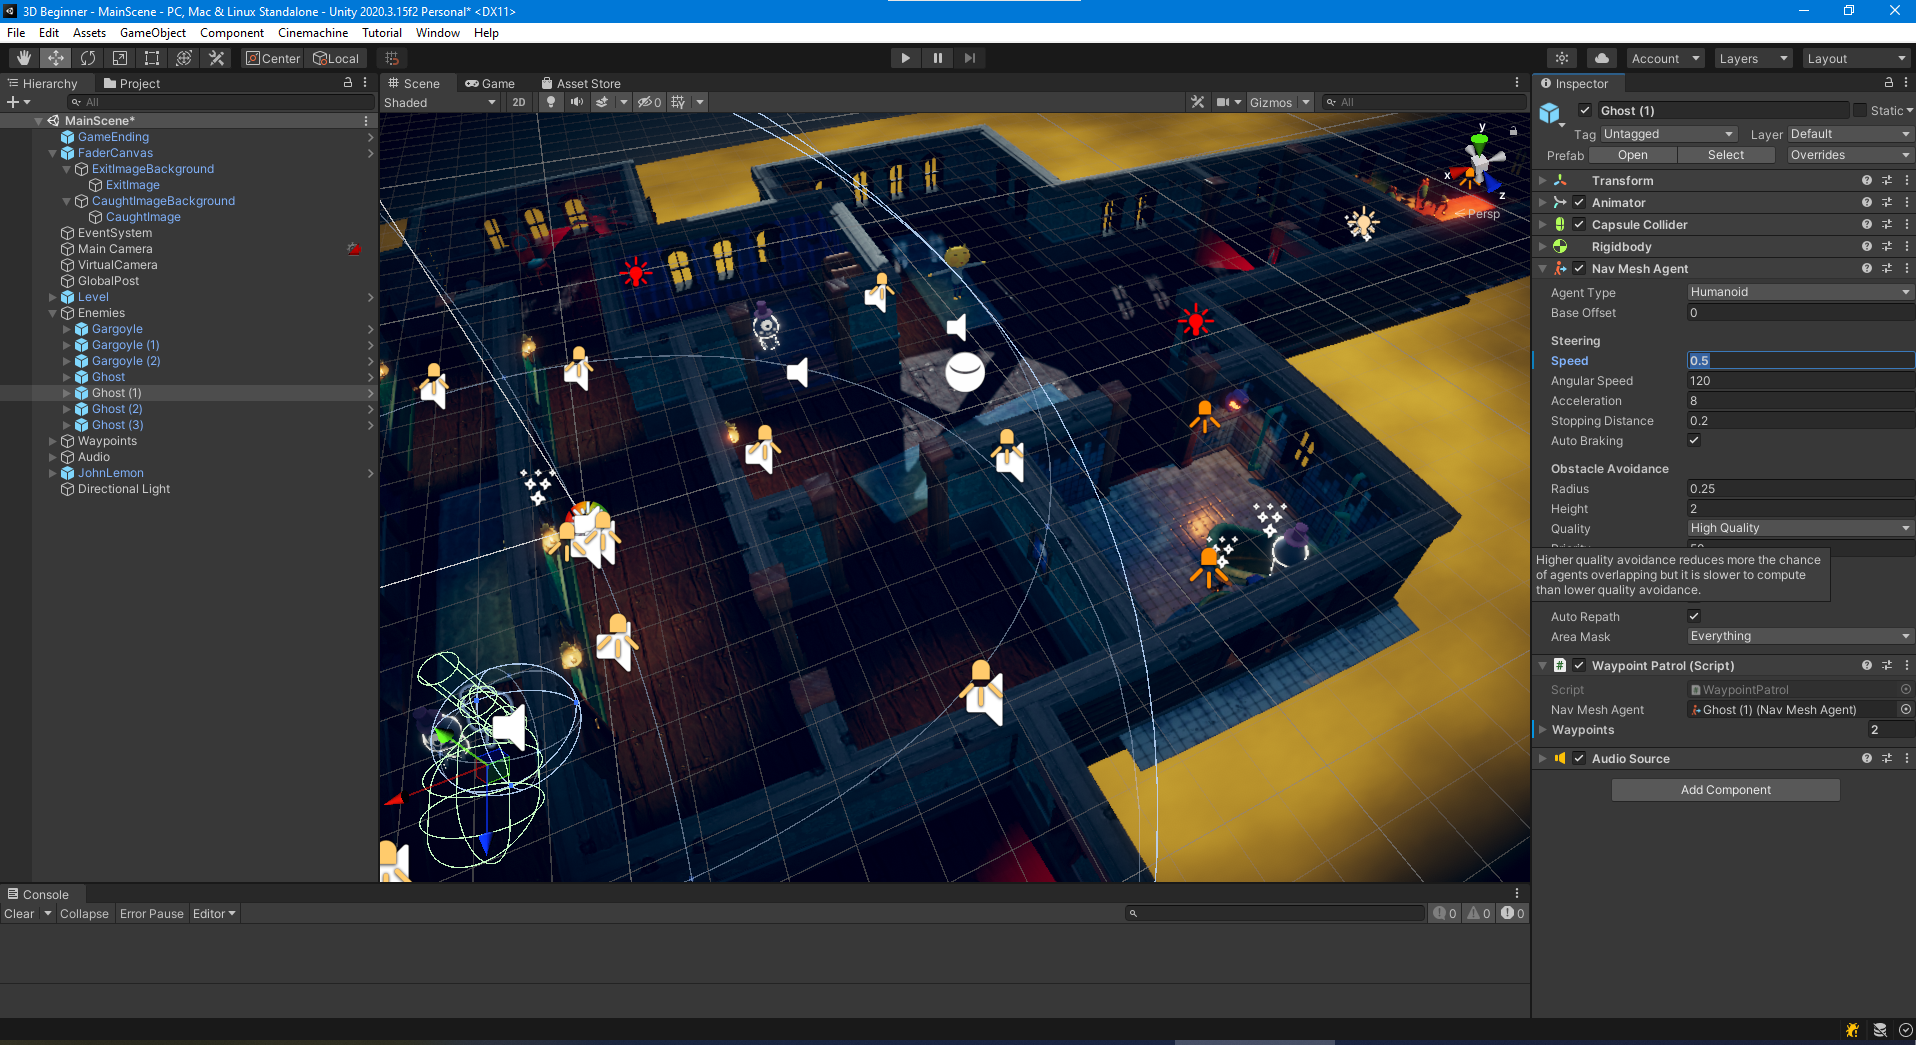 3D Beginner - MainScene - PC, Mac & Linux Standalone - Unity 2020.3.15f2 Personal* <DX11>
File Edit Assets GameObject Component Cinemachine Tutorial Window Help
Center Local Account Layers Layout
Hierarchy Project
All
MainScene*
GameEnding
FaderCanvas
ExitImageBackground
ExitImage
CaughtImageBackground
CaughtImage
EventSystem
Main Camera
VirtualCamera
GlobalPost
Level
Enemies
Gargoyle
Gargoyle (1)
Gargoyle (2)
Ghost
Ghost (1)
Ghost (2)
Ghost (3)
Waypoints
Audio
JohnLemon
Directional Light
Scene Game Asset Store
Shaded 2D 0 Gizmos All
y
x
z
Persp
Inspector
Ghost (1) Static
Tag Untagged Layer Default
Prefab Open Select Overrides
Transform
Animator
Capsule Collider
Rigidbody
Nav Mesh Agent
Agent Type Humanoid
Base Offset 0
Steering
Speed 0.5
Angular Speed 120
Acceleration 8
Stopping Distance 0.2
Auto Braking
Obstacle Avoidance
Radius 0.25
Height 2
Quality High Quality
Higher quality avoidance reduces more the chance
of agents overlapping but it is slower to compute
than lower quality avoidance.
Auto Repath
Area Mask Everything
Waypoint Patrol (Script)
Script WaypointPatrol
Nav Mesh Agent Ghost (1) (Nav Mesh Agent)
Waypoints 2
Audio Source
Add Component
Console
Clear Collapse Error Pause Editor 0 0 0